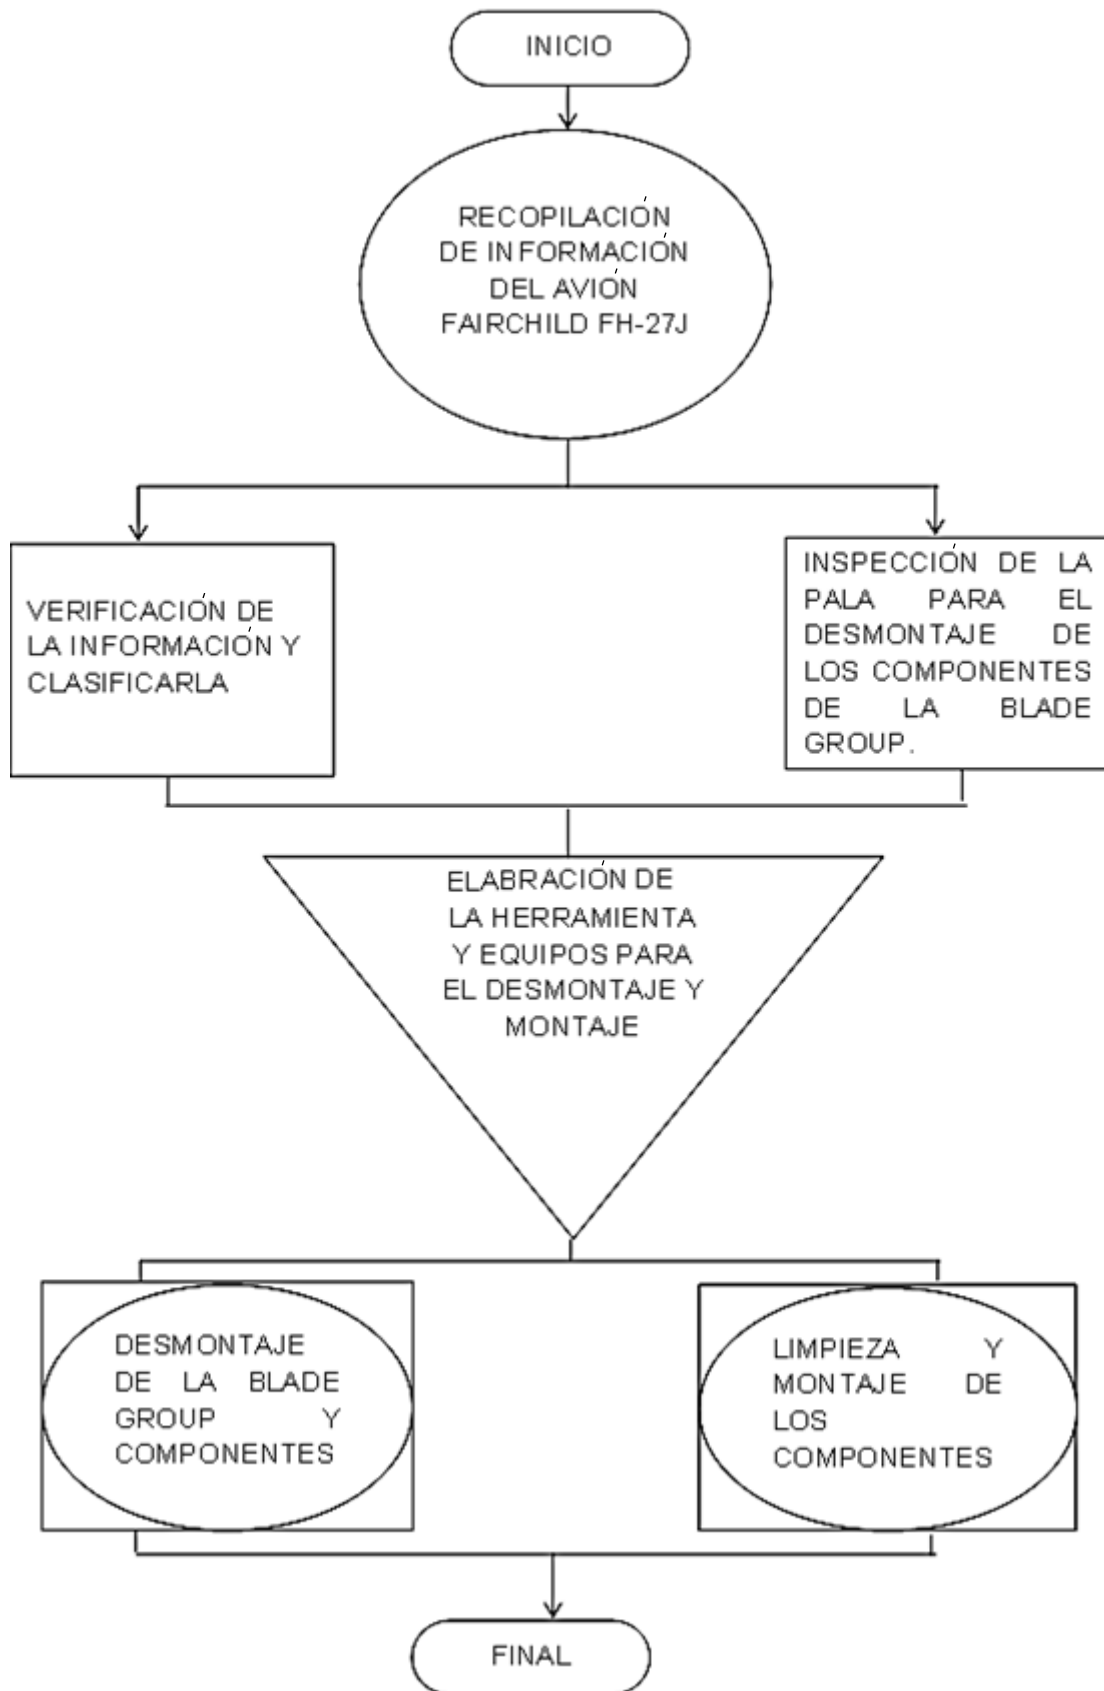 INICIO
RECOPILACIÓN
DE INFORMACIÓN
DEL AVIÓN
FAIRCHILD FH-27J
VERIFICACIÓN DE
LA INFORMACIÓN Y
CLASIFICARLA
INSPECCIÓN DE LA
PALA PARA EL
DESMONTAJE DE
LOS COMPONENTES
DE LA BLADE
GROUP.
ELABRACIÓN DE
LA HERRAMIENTA
Y EQUIPOS PARA
EL DESMONTAJE Y
MONTAJE
DESMONTAJE
DE LA BLADE
GROUP Y
COMPONENTES
LIMPIEZA Y
MONTAJE DE
LOS
COMPONENTES
FINAL